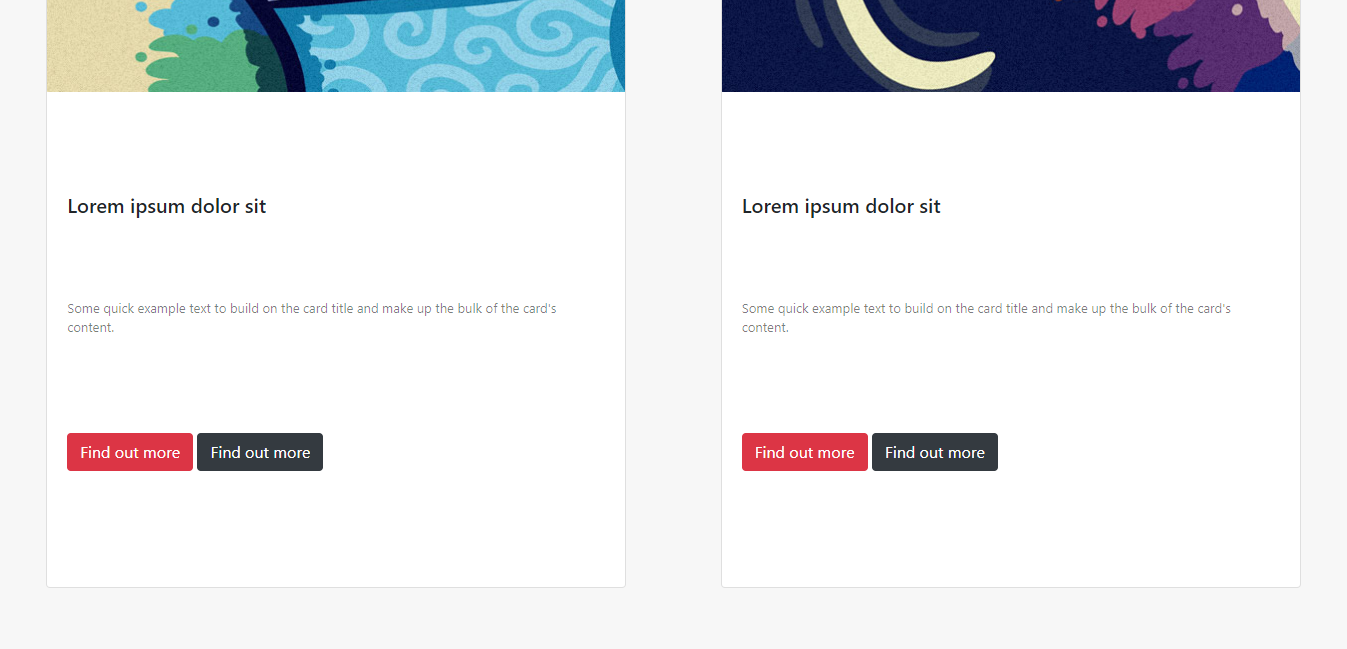 Lorem ipsum dolor sit
Some quick example text to build on the card title and make up the bulk of the card's
content.
Find out more
Find out more
Lorem ipsum dolor sit
Some quick example text to build on the card title and make up the bulk of the card's
content.
Find out more
Find out more